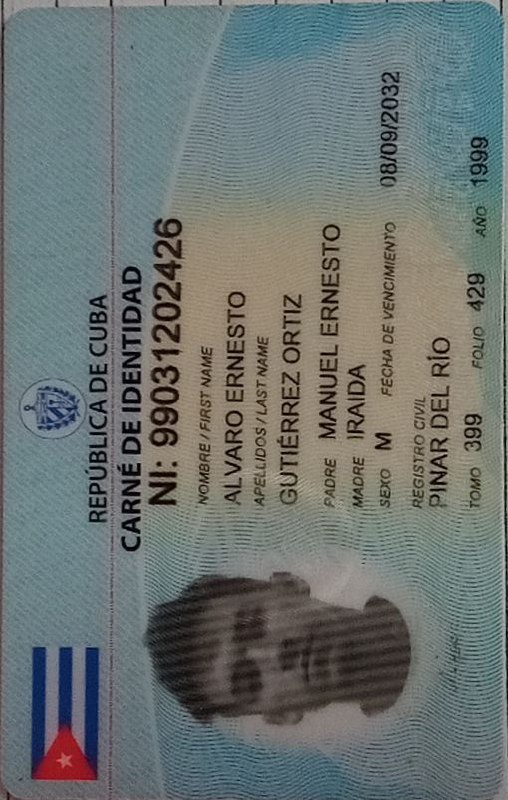 REPÚBLICA DE CUBA
CARNÉ DE IDENTIDAD
NI: 99031202426
NOMBRE / FIRST NAME
ALVARO ERNESTO
APELLIDOS / LAST NAME
GUTIÉRREZ ORTIZ
PADRE MANUEL ERNESTO
MADRE IRAIDA
SEXO M FECHA DE VENCIMIENTO 08/09/2032
REGISTRO CIVIL
PINAR DEL RÍO
TOMO 399 FOLIO 429 AÑO 1999